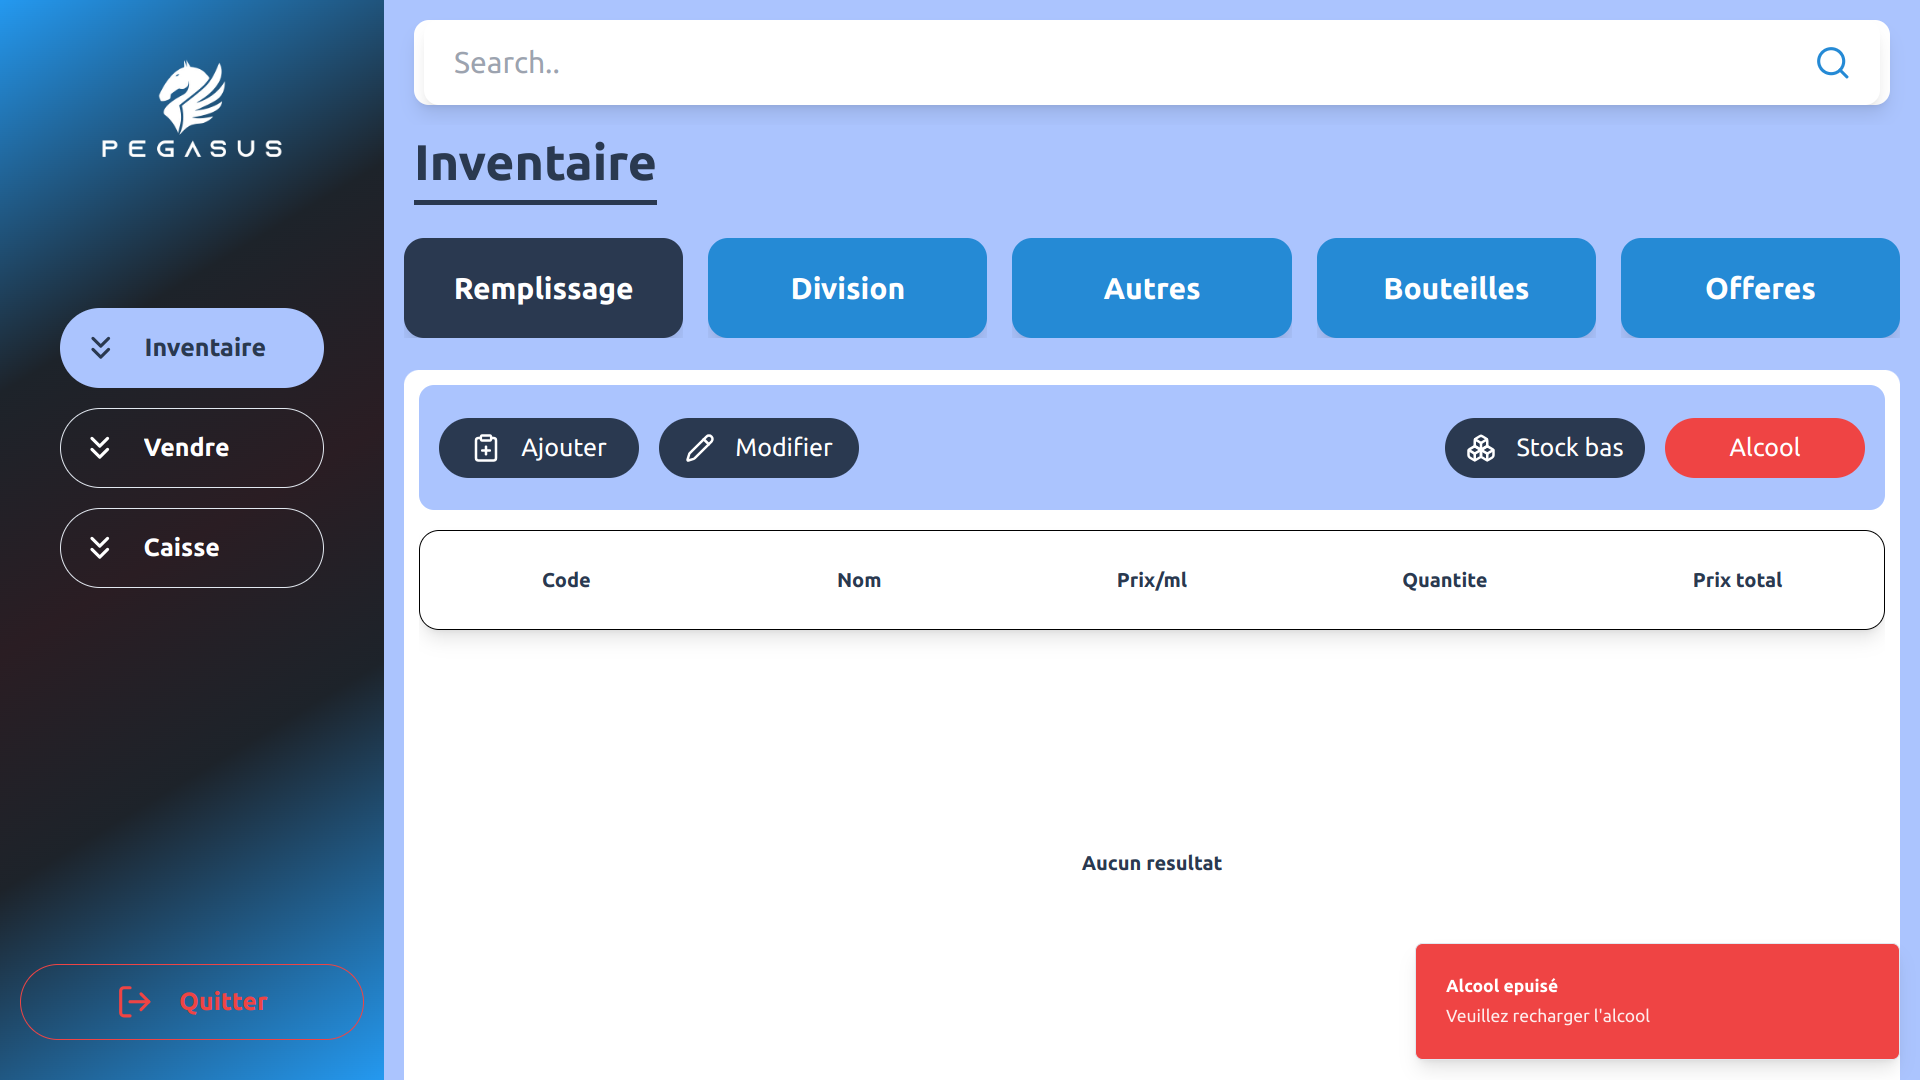 PEGASUS
Inventaire
Vendre
Caisse
Quitter
Search..
Inventaire
Remplissage
Division
Autres
Bouteilles
Offeres
Ajouter
Modifier
Stock bas
Alcool
Code
Nom
Prix/ml
Quantite
Prix total
Aucun resultat
Alcool epuisé
Veuillez recharger l'alcool